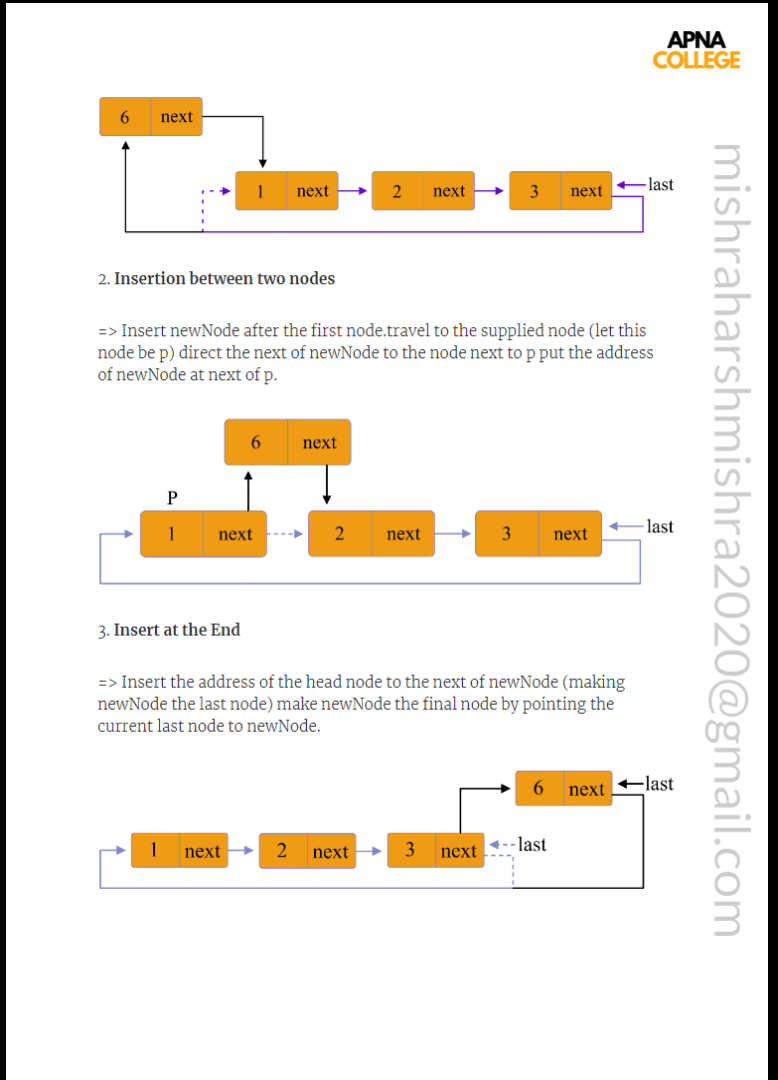 APNA
COLLEGE
6 next
1 next 2 next 3 next last
2. Insertion between two nodes
=> Insert newNode after the first node.travel to the supplied node (let this
node be p) direct the next of newNode to the node next to p put the address
of newNode at next of p.
6 next
P
1 next 2 next 3 next last
3. Insert at the End
=> Insert the address of the head node to the next of newNode (making
newNode the last node) make newNode the final node by pointing the
current last node to newNode.
6 next last
1 next 2 next 3 next last
mishraharshmishra2020@gmail.com